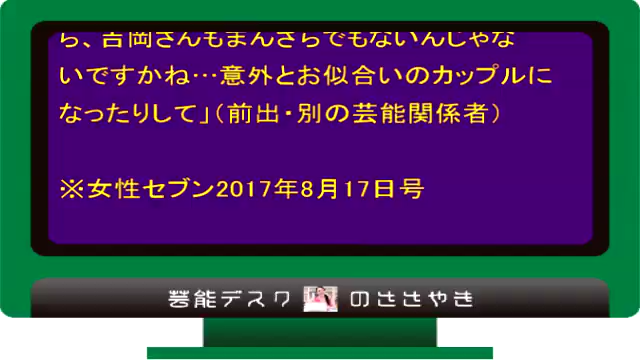 ら、吉岡さんもまんざらでもないんじゃな
いですかね…意外とお似合いのカップルに
なったりして」(前出・別の芸能関係者)
※女性セブン2017年8月17日号
芸能デスク のささやき